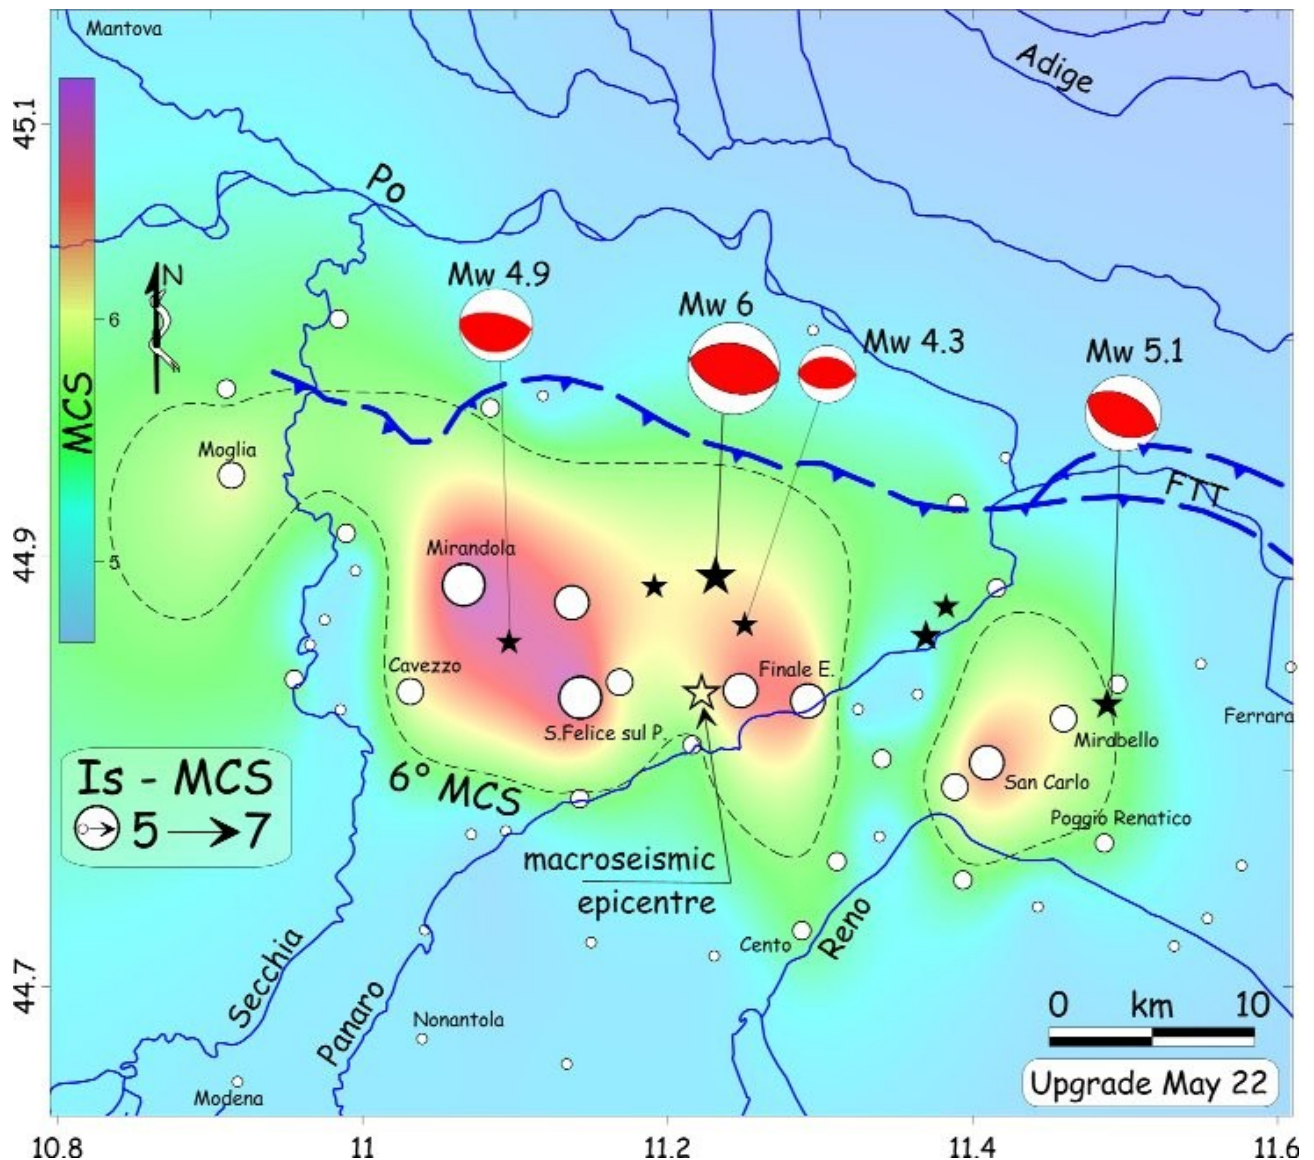 Mantova
Adige
45.1
Po
N
Mw 4.9
Mw 6
Mw 4.3
Mw 5.1
6
MCS
Moglia
FTT
5
44.9
Mirandola
Cavezzo
Finale E.
S.Felice sul P.
Ferrara
Mirabello
San Carlo
Is - MCS
5 7
6° MCS
Poggio Renatico
macroseismic
epicentre
Cento
Reno
Secchia
Panaro
44.7
Nonantola
Modena
0 km 10
Upgrade May 22
10.8 11 11.2 11.4 11.6